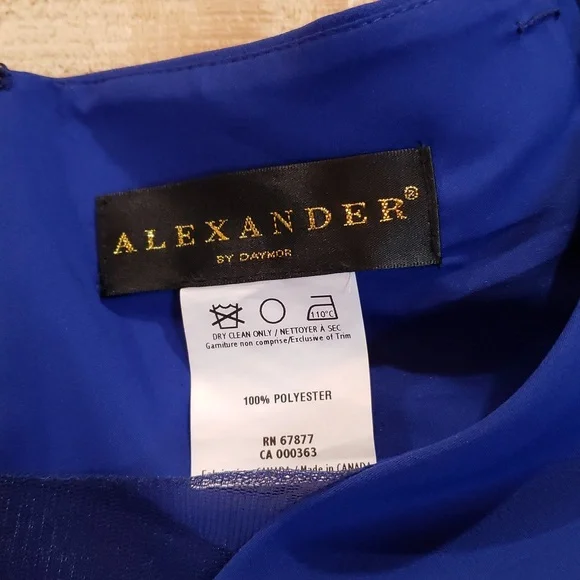 ALEXANDER®
BY DAYMOR
110°C
DRY CLEAN ONLY / NETTOYER À SEC
Garniture non comprise/Exclusive of Trim
100% POLYESTER
RN 67877
CA 000363
CANADA / Made in CANADA